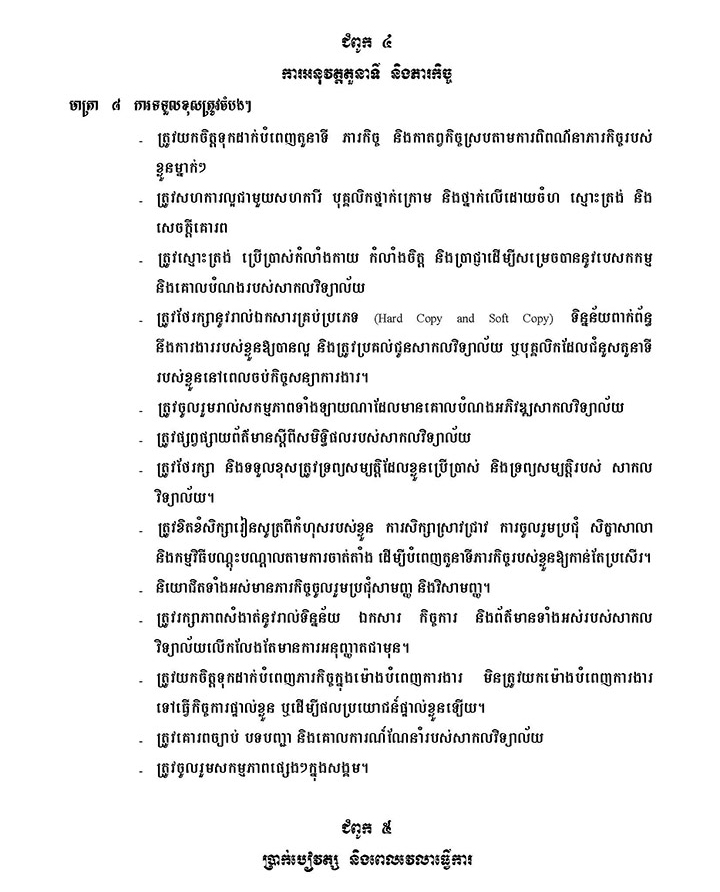 ជំពូក ៤
ការអនុវត្តតួនាទី និងភារកិច្ច
មាត្រា ៨ ការទទួលខុសត្រូវចំបងៗ
- ត្រូវយកចិត្តទុកដាក់បំពេញតួនាទី ភារកិច្ច និងកាតព្វកិច្ចស្របតាមការពិពណ៌នាភារកិច្ចរបស់
ខ្លួនម្នាក់ៗ
- ត្រូវសហការល្អជាមួយសហការី បុគ្គលិកថ្នាក់ក្រោម និងថ្នាក់លើដោយចំហ ស្មោះត្រង់ និង
សេចក្តីគោរព
- ត្រូវស្មោះត្រង់ ប្រើប្រាស់កំលាំងកាយ កំលាំងចិត្ត និងប្រាជ្ញាដើម្បីសម្រេចបាននូវបេសកកម្ម
និងគោលបំណងរបស់សាកលវិទ្យាល័យ
- ត្រូវថែរក្សានូវរាល់ឯកសារគ្រប់ប្រភេទ (Hard Copy and Soft Copy) ទិន្នន័យពាក់ព័ន្ធ
នឹងការងាររបស់ខ្លួនឱ្យបានល្អ និងត្រូវប្រគល់ជូនសាកលវិទ្យាល័យ ឬបុគ្គលិកដែលជំនួសតួនាទី
របស់ខ្លួននៅពេលចប់កិច្ចសន្យាការងារ។
- ត្រូវចូលរួមរាល់សកម្មភាពទាំងឡាយណាដែលមានគោលបំណងអភិវឌ្ឍសាកលវិទ្យាល័យ
- ត្រូវផ្សព្វផ្សាយព័ត៌មានស្តីពីសមិទ្ធិផលរបស់សាកលវិទ្យាល័យ
- ត្រូវថែរក្សា និងទទួលខុសត្រូវទ្រព្យសម្បត្តិដែលខ្លួនប្រើប្រាស់ និងទ្រព្យសម្បត្តិរបស់ សាកល
វិទ្យាល័យ។
- ត្រូវខិតខំសិក្សារៀនសូត្រពីកំហុសរបស់ខ្លួន ការសិក្សាស្រាវជ្រាវ ការចូលរួមប្រជុំ សិក្ខាសាលា
និងកម្មវិធីបណ្តុះបណ្តាលតាមការចាត់តាំង ដើម្បីបំពេញតួនាទីភារកិច្ចរបស់ខ្លួនឱ្យកាន់តែប្រសើរ។
- និយោជិតទាំងអស់មានភារកិច្ចចូលរួមប្រជុំសាមញ្ញ និងវិសាមញ្ញ។
- ត្រូវរក្សាភាពសំងាត់នូវរាល់ទិន្នន័យ ឯកសារ កិច្ចការ និងព័ត៌មានទាំងអស់របស់សាកល
វិទ្យាល័យលើកលែងតែមានការអនុញ្ញាតជាមុន។
- ត្រូវយកចិត្តទុកដាក់បំពេញភារកិច្ចក្នុងម៉ោងបំពេញការងារ មិនត្រូវយកម៉ោងបំពេញការងារ
ទៅធ្វើកិច្ចការផ្ទាល់ខ្លួន ឬដើម្បីផលប្រយោជន៍ផ្ទាល់ខ្លួនឡើយ។
- ត្រូវគោរពច្បាប់ បទបញ្ជា និងគោលការណ៍ណែនាំរបស់សាកលវិទ្យាល័យ
- ត្រូវចូលរួមសកម្មភាពផ្សេងៗក្នុងសង្គម។
ជំពូក ៥
ប្រាក់បៀវត្ស និងពេលវេលាធ្វើការ